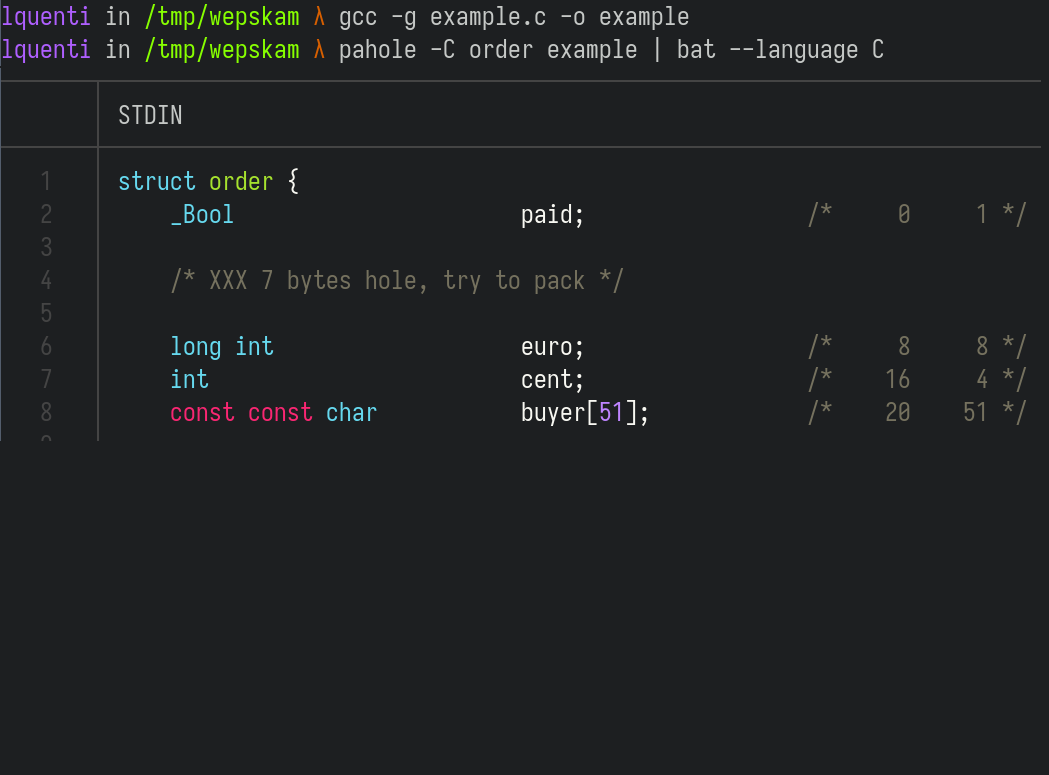 lquenti in /tmp/wepskam λ gcc -g example.c -o example
lquenti in /tmp/wepskam λ pahole -C order example | bat --language C
STDIN
1 struct order {
2 _Bool paid; /* 0 1 */
3
4 /* XXX 7 bytes hole, try to pack */
5
6 long int euro; /* 8 8 */
7 int cent; /* 16 4 */
8 const const char buyer[51]; /* 20 51 */